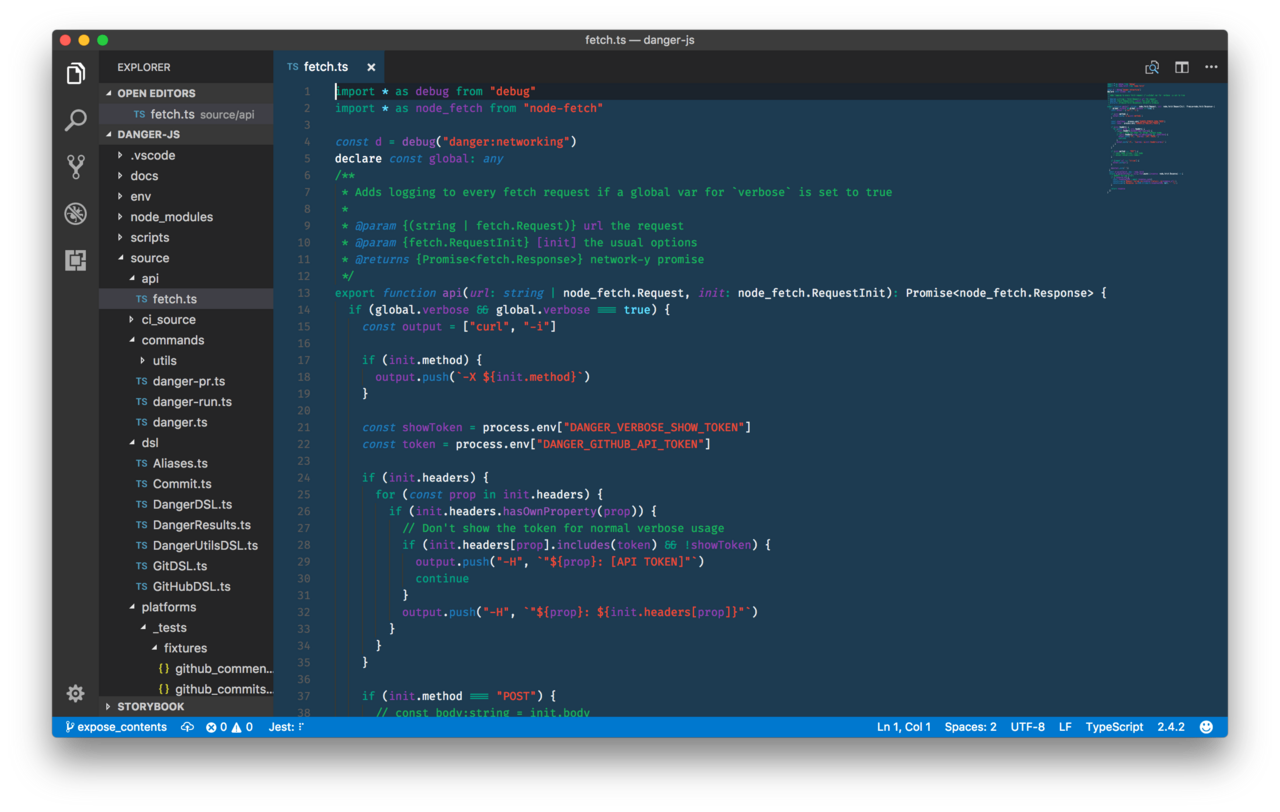 fetch.ts — danger-js
EXPLORER
OPEN EDITORS
TS fetch.ts source/api
DANGER-JS
.vscode
docs
env
node_modules
scripts
source
api
TS fetch.ts
ci_source
commands
utils
TS danger-pr.ts
TS danger-run.ts
TS danger.ts
dsl
TS Aliases.ts
TS Commit.ts
TS DangerDSL.ts
TS DangerResults.ts
TS DangerUtilsDSL.ts
TS GitDSL.ts
TS GitHubDSL.ts
platforms
_tests
fixtures
{} github_commen...
{} github_commits...
STORYBOOK
TS fetch.ts ×
1 import * as debug from "debug"
2 import * as node_fetch from "node-fetch"
3
4 const d = debug("danger:networking")
5 declare const global: any
6 /**
7  * Adds logging to every fetch request if a global var for `verbose` is set to true
8  *
9  * @param {(string | fetch.Request)} url the request
10  * @param {fetch.RequestInit} [init] the usual options
11  * @returns {Promise<fetch.Response>} network-y promise
12  */
13 export function api(url: string | node_fetch.Request, init: node_fetch.RequestInit): Promise<node_fetch.Response> {
14   if (global.verbose && global.verbose === true) {
15     const output = ["curl", "-i"]
16
17     if (init.method) {
18       output.push(`-X ${init.method}`)
19     }
20
21     const showToken = process.env["DANGER_VERBOSE_SHOW_TOKEN"]
22     const token = process.env["DANGER_GITHUB_API_TOKEN"]
23
24     if (init.headers) {
25       for (const prop in init.headers) {
26         if (init.headers.hasOwnProperty(prop)) {
27           // Don't show the token for normal verbose usage
28           if (init.headers[prop].includes(token) && !showToken) {
29             output.push("-H", `"${prop}: [API TOKEN]"`)
30             continue
31           }
32           output.push("-H", `"${prop}: ${init.headers[prop]}"`)
33         }
34       }
35     }
36
37     if (init.method === "POST") {
38       // const body:string = init.body
expose_contents 0 0 Jest: Ln 1, Col 1 Spaces: 2 UTF-8 LF TypeScript 2.4.2